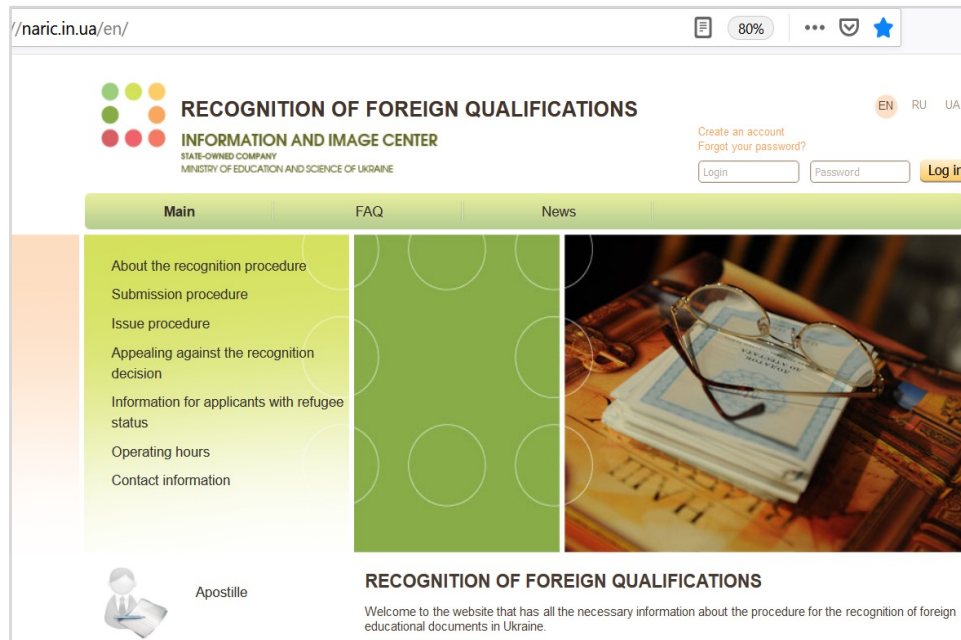 //naric.in.ua/en/
80%
RECOGNITION OF FOREIGN QUALIFICATIONS
INFORMATION AND IMAGE CENTER
STATE-OWNED COMPANY
MINISTRY OF EDUCATION AND SCIENCE OF UKRAINE
EN RU UA
Create an account
Forgot your password?
Login Password Log in
Main FAQ News
About the recognition procedure
Submission procedure
Issue procedure
Appealing against the recognition
decision
Information for applicants with refugee
status
Operating hours
Contact information
Apostille
RECOGNITION OF FOREIGN QUALIFICATIONS
Welcome to the website that has all the necessary information about the procedure for the recognition of foreign
educational documents in Ukraine.